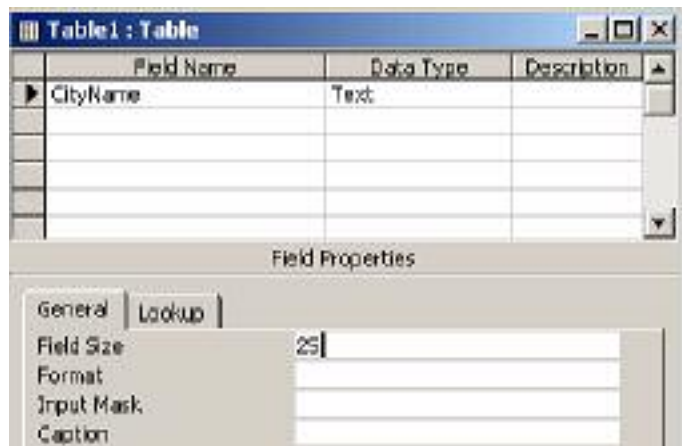 Table1 : Table
Field Name Data Type Description
CityName Text
Field Properties
General Lookup
Field Size 25
Format
Input Mask
Caption